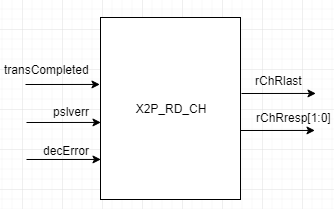 transCompleted
pslverr
decError
X2P_RD_CH
rChRlast
rChRresp[1:0]